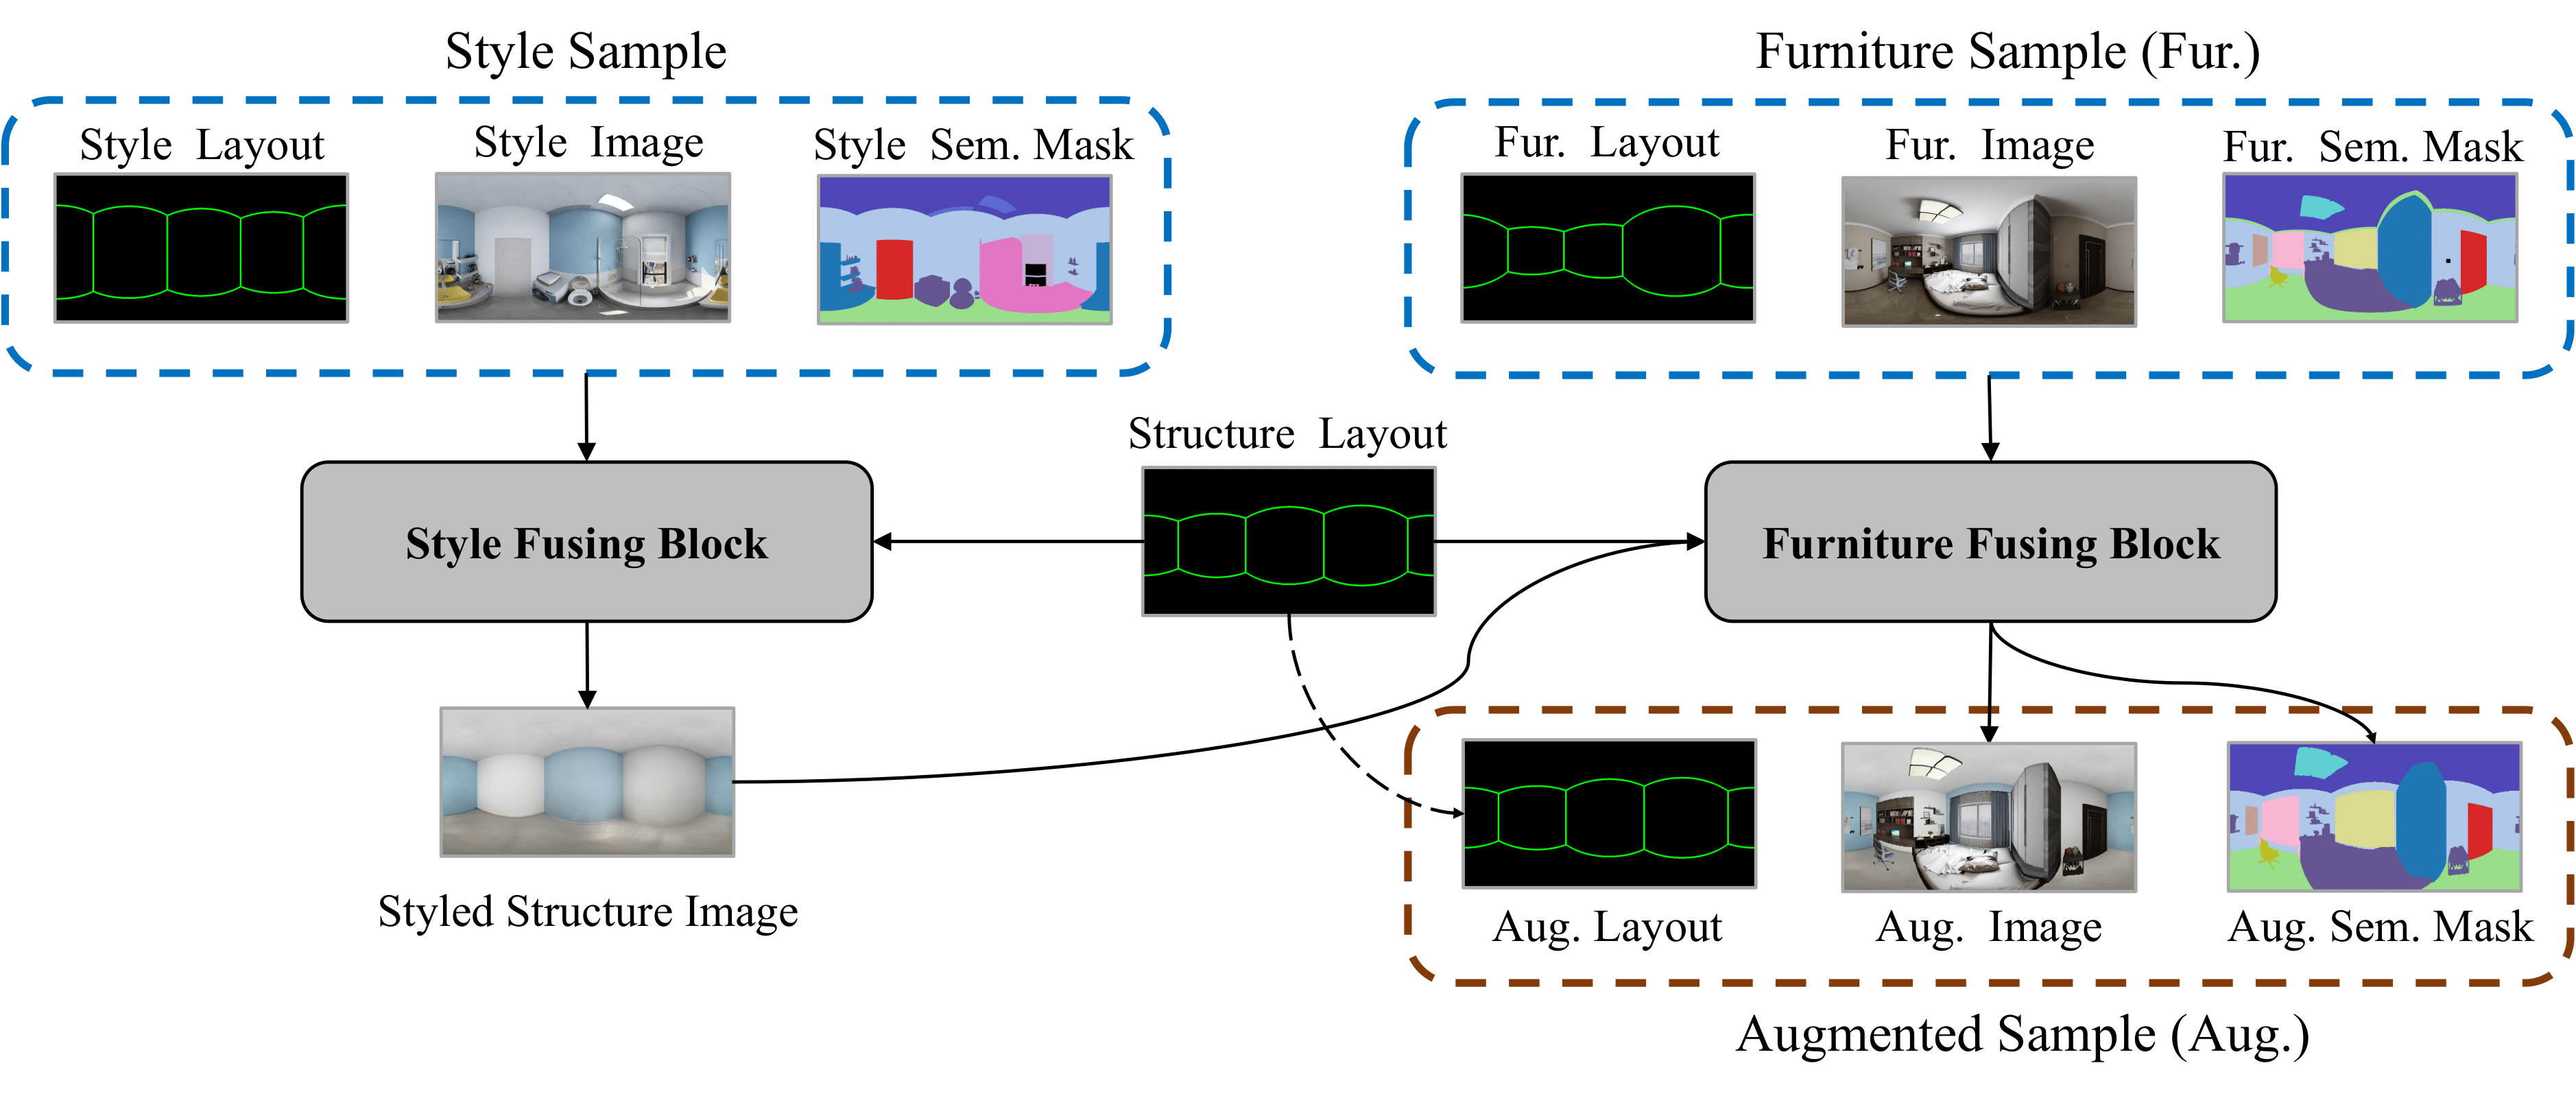 Style Sample
Furniture Sample (Fur.)
Style Layout
Style Image
Style Sem. Mask
Fur. Layout
Fur. Image
Fur. Sem. Mask
Structure Layout
Style Fusing Block
Furniture Fusing Block
Styled Structure Image
Aug. Layout
Aug. Image
Aug. Sem. Mask
Augmented Sample (Aug.)